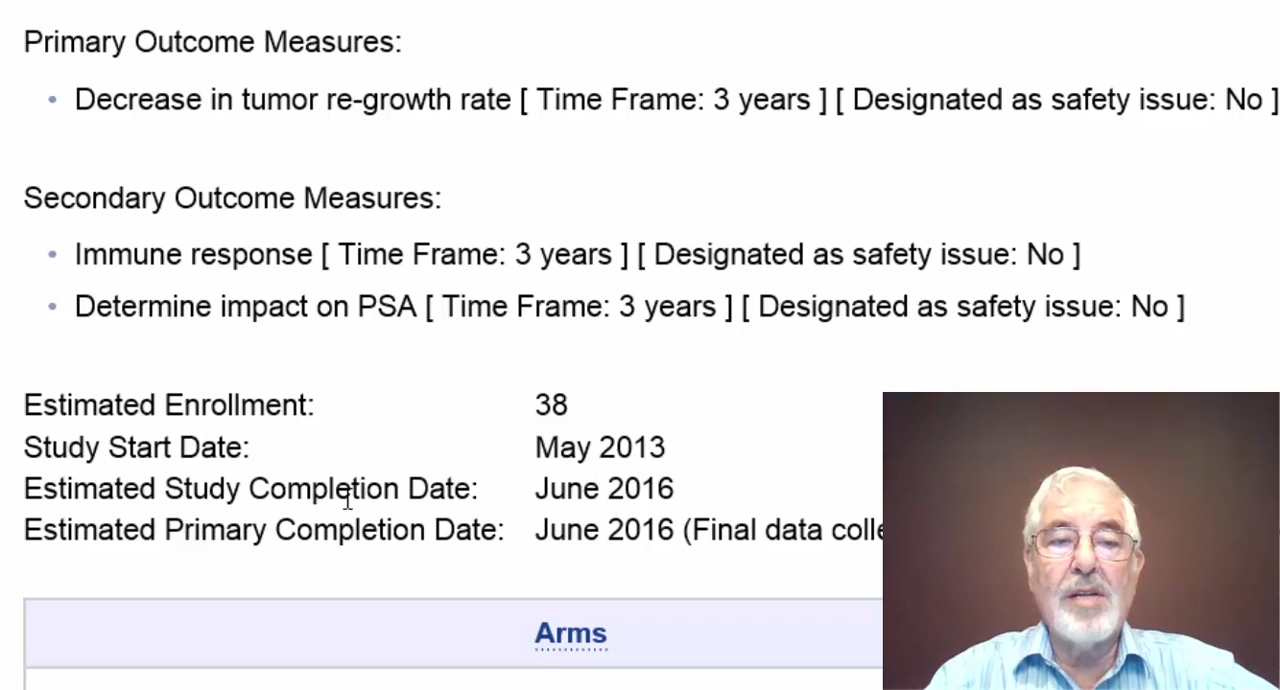 Primary Outcome Measures:
• Decrease in tumor re-growth rate [ Time Frame: 3 years ] [ Designated as safety issue: No ]
Secondary Outcome Measures:
• Immune response [ Time Frame: 3 years ] [ Designated as safety issue: No ]
• Determine impact on PSA [ Time Frame: 3 years ] [ Designated as safety issue: No ]
Estimated Enrollment: 38
Study Start Date: May 2013
Estimated Study Completion Date: June 2016
Estimated Primary Completion Date: June 2016 (Final data colle
Arms